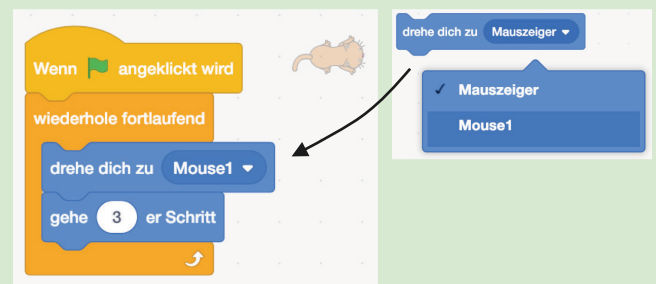 Wenn angeklickt wird
wiederhole fortlaufend
drehe dich zu Mouse1
gehe 3 er Schritt
drehe dich zu Mauszeiger
✓ Mauszeiger
Mouse1